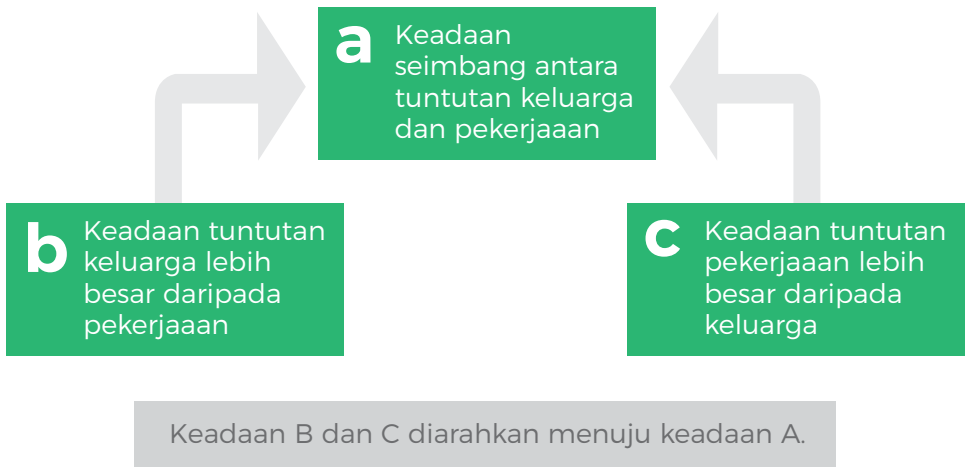 a
Keadaan
seimbang antara
tuntutan keluarga
dan pekerjaaan
b
Keadaan tuntutan
keluarga lebih
besar daripada
pekerjaaan
c
Keadaan tuntutan
pekerjaaan lebih
besar daripada
keluarga
Keadaan B dan C diarahkan menuju keadaan A.